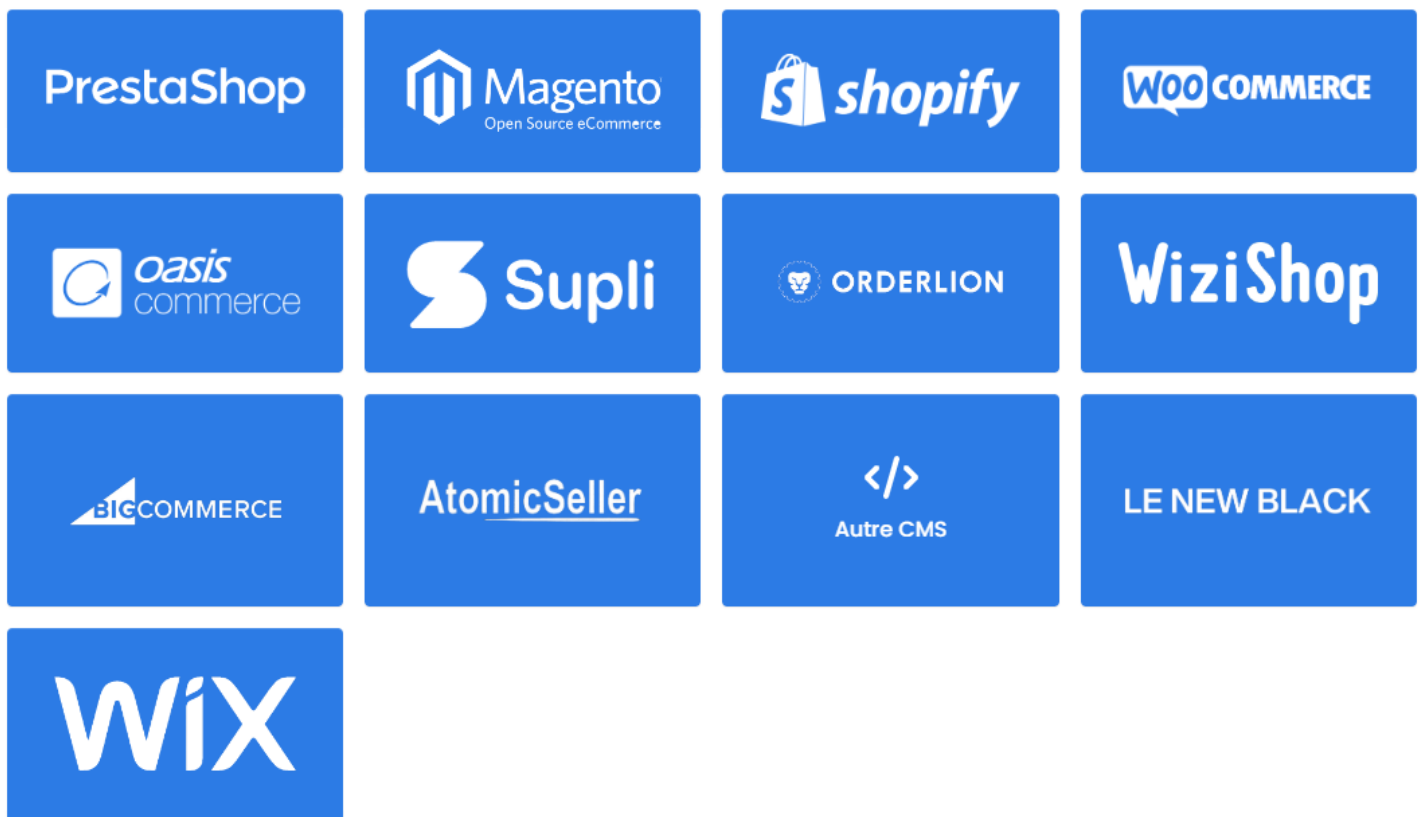 PrestaShop
Magento
Open Source eCommerce
S shopify
WOO COMMERCE
oasis
commerce
Supli
ORDERLION
WiziShop
BIGCOMMERCE
AtomicSeller
</>
Autre CMS
LE NEW BLACK
WiX